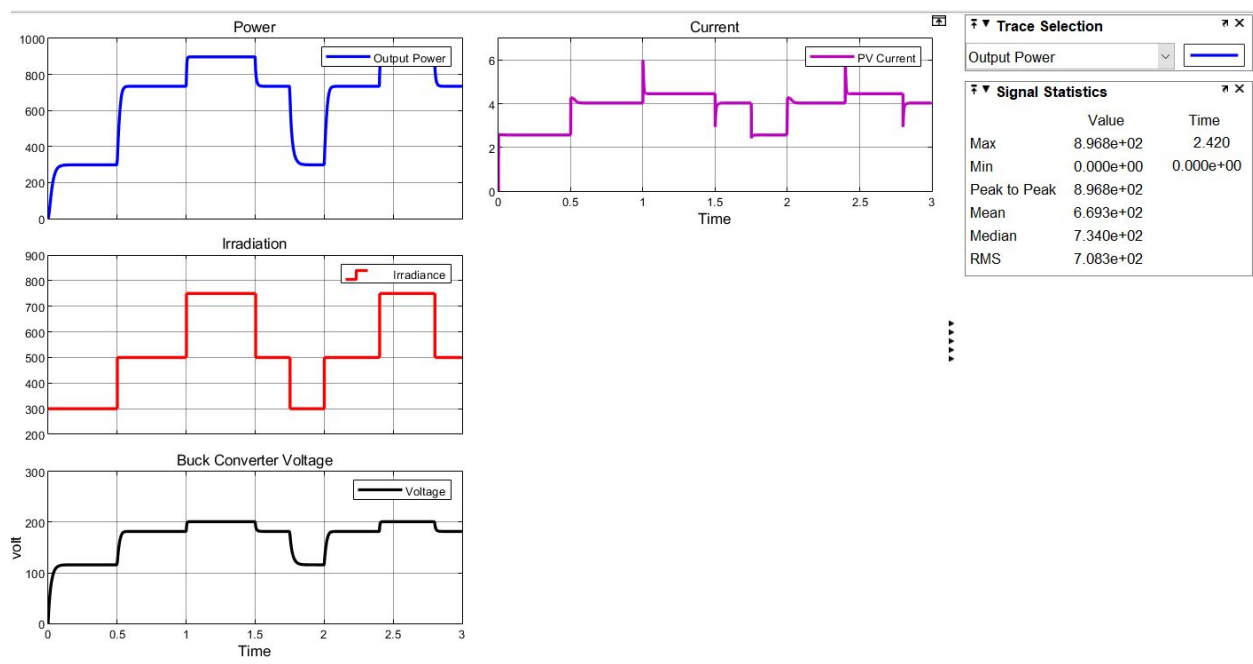 Power
1000
800
600
400
200
0
Output Power
Irradiation
900
800
700
600
500
400
300
200
Irradiance
Buck Converter Voltage
300
200
100
0
volt
Voltage
0 0.5 1 1.5 2 2.5 3
Time
Current
6
4
2
0
PV Current
0 0.5 1 1.5 2 2.5 3
Time
Trace Selection
Output Power
Signal Statistics
Value Time
Max 8.968e+02 2.420
Min 0.000e+00 0.000e+00
Peak to Peak 8.968e+02
Mean 6.693e+02
Median 7.340e+02
RMS 7.083e+02